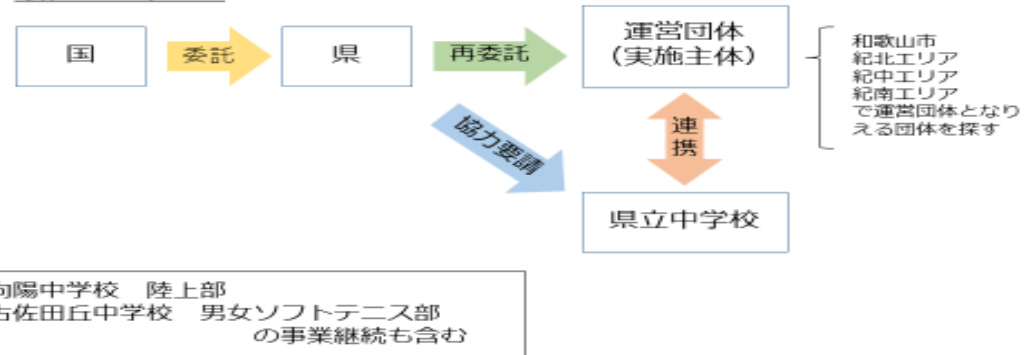 国
委託
県
再委託
運営団体
(実施主体)
和歌山市
紀北エリア
紀中エリア
紀南エリア
で運営団体となり
える団体を探す
協力要請
連携
県立中学校
向陽中学校 陸上部
古佐田丘中学校 男女ソフトテニス部
の事業継続も含む